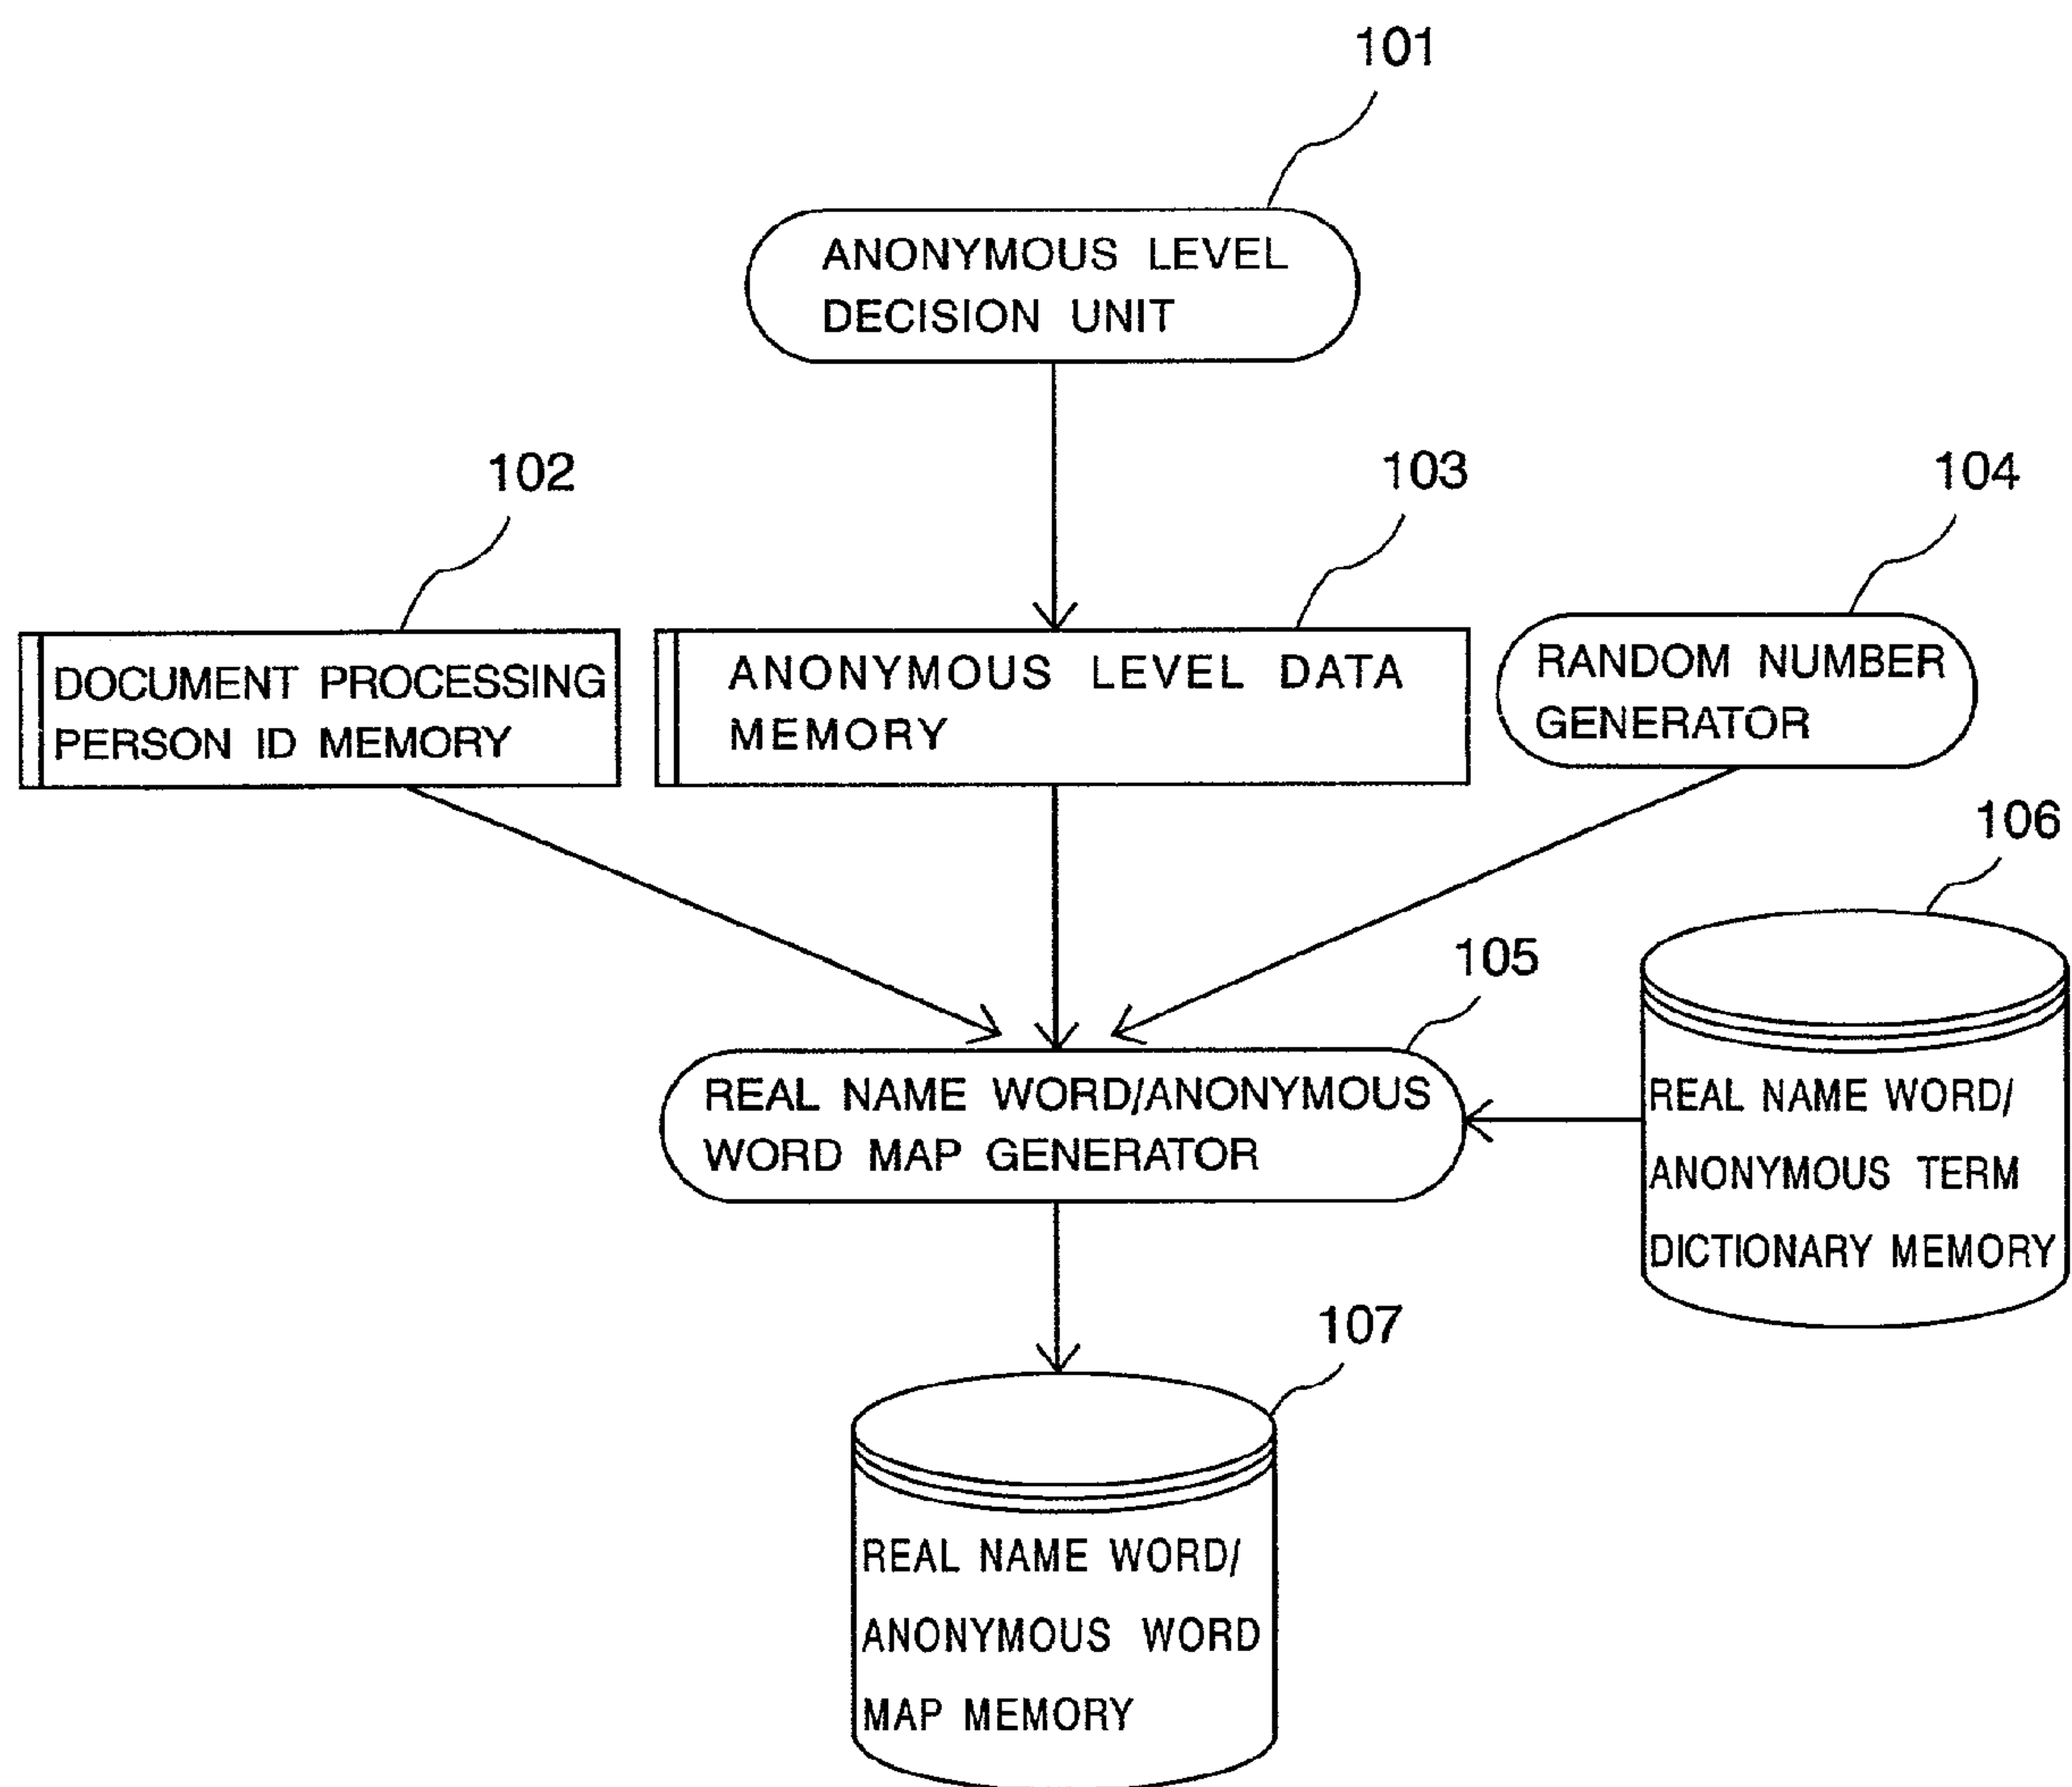 101
ANONYMOUS LEVEL
DECISION UNIT
102
103
104
DOCUMENT PROCESSING
PERSON ID MEMORY
ANONYMOUS LEVEL DATA
MEMORY
RANDOM NUMBER
GENERATOR
106
105
REAL NAME WORD/ANONYMOUS
WORD MAP GENERATOR
REAL NAME WORD/
ANONYMOUS TERM
DICTIONARY MEMORY
107
REAL NAME WORD/
ANONYMOUS WORD
MAP MEMORY